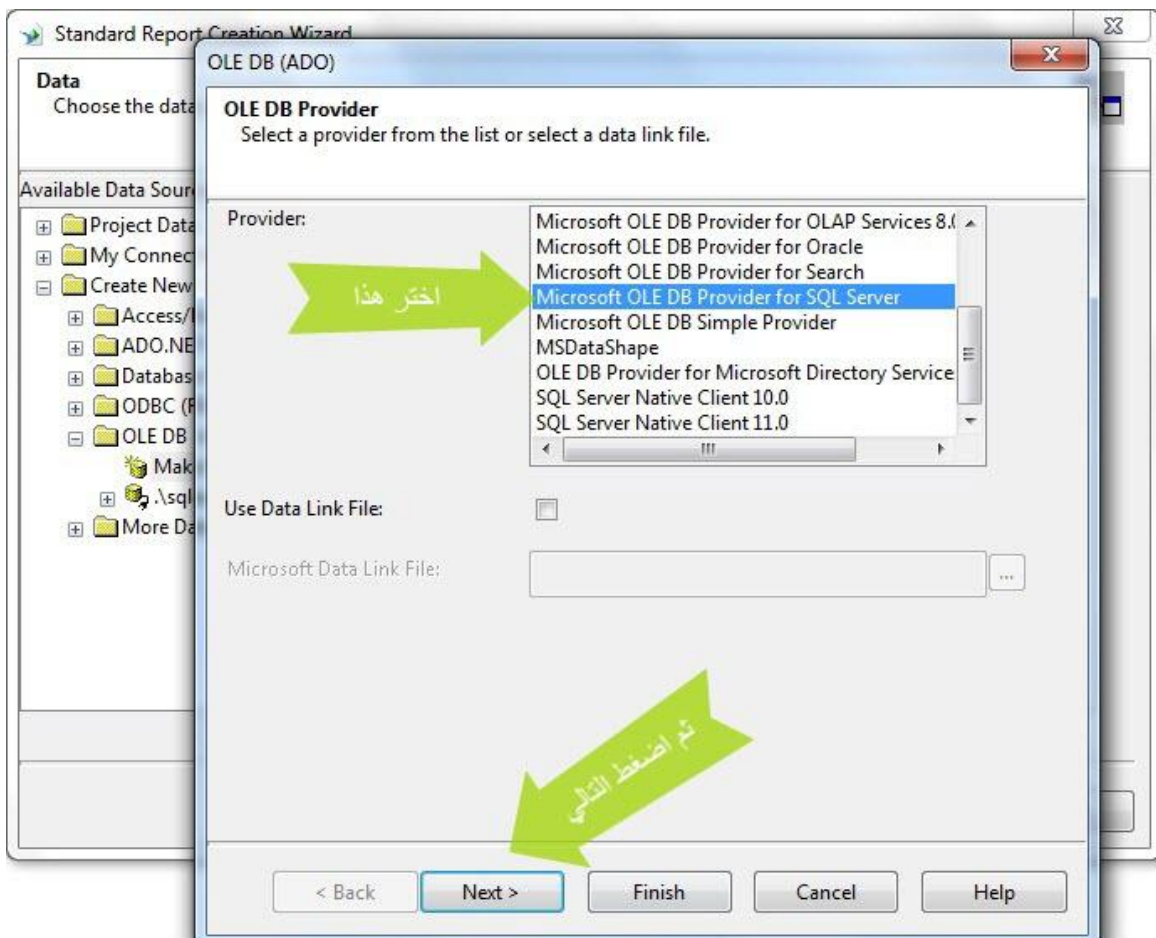 Standard Report Creation Wizard
OLE DB (ADO)
Data
Choose the data
OLE DB Provider
Select a provider from the list or select a data link file.
Available Data Sour
Project Data
My Connec
Create New
Access/
ADO.NE
Databas
ODBC (
OLE DB
Mak
.\sql
More Da
Provider:
Microsoft OLE DB Provider for OLAP Services 8.
Microsoft OLE DB Provider for Oracle
Microsoft OLE DB Provider for Search
Microsoft OLE DB Provider for SQL Server
Microsoft OLE DB Simple Provider
MSDataShape
OLE DB Provider for Microsoft Directory Service
SQL Server Native Client 10.0
SQL Server Native Client 11.0
اختر هذا
Use Data Link File:
Microsoft Data Link File:
...
ثم اضغط التالي
< Back
Next >
Finish
Cancel
Help